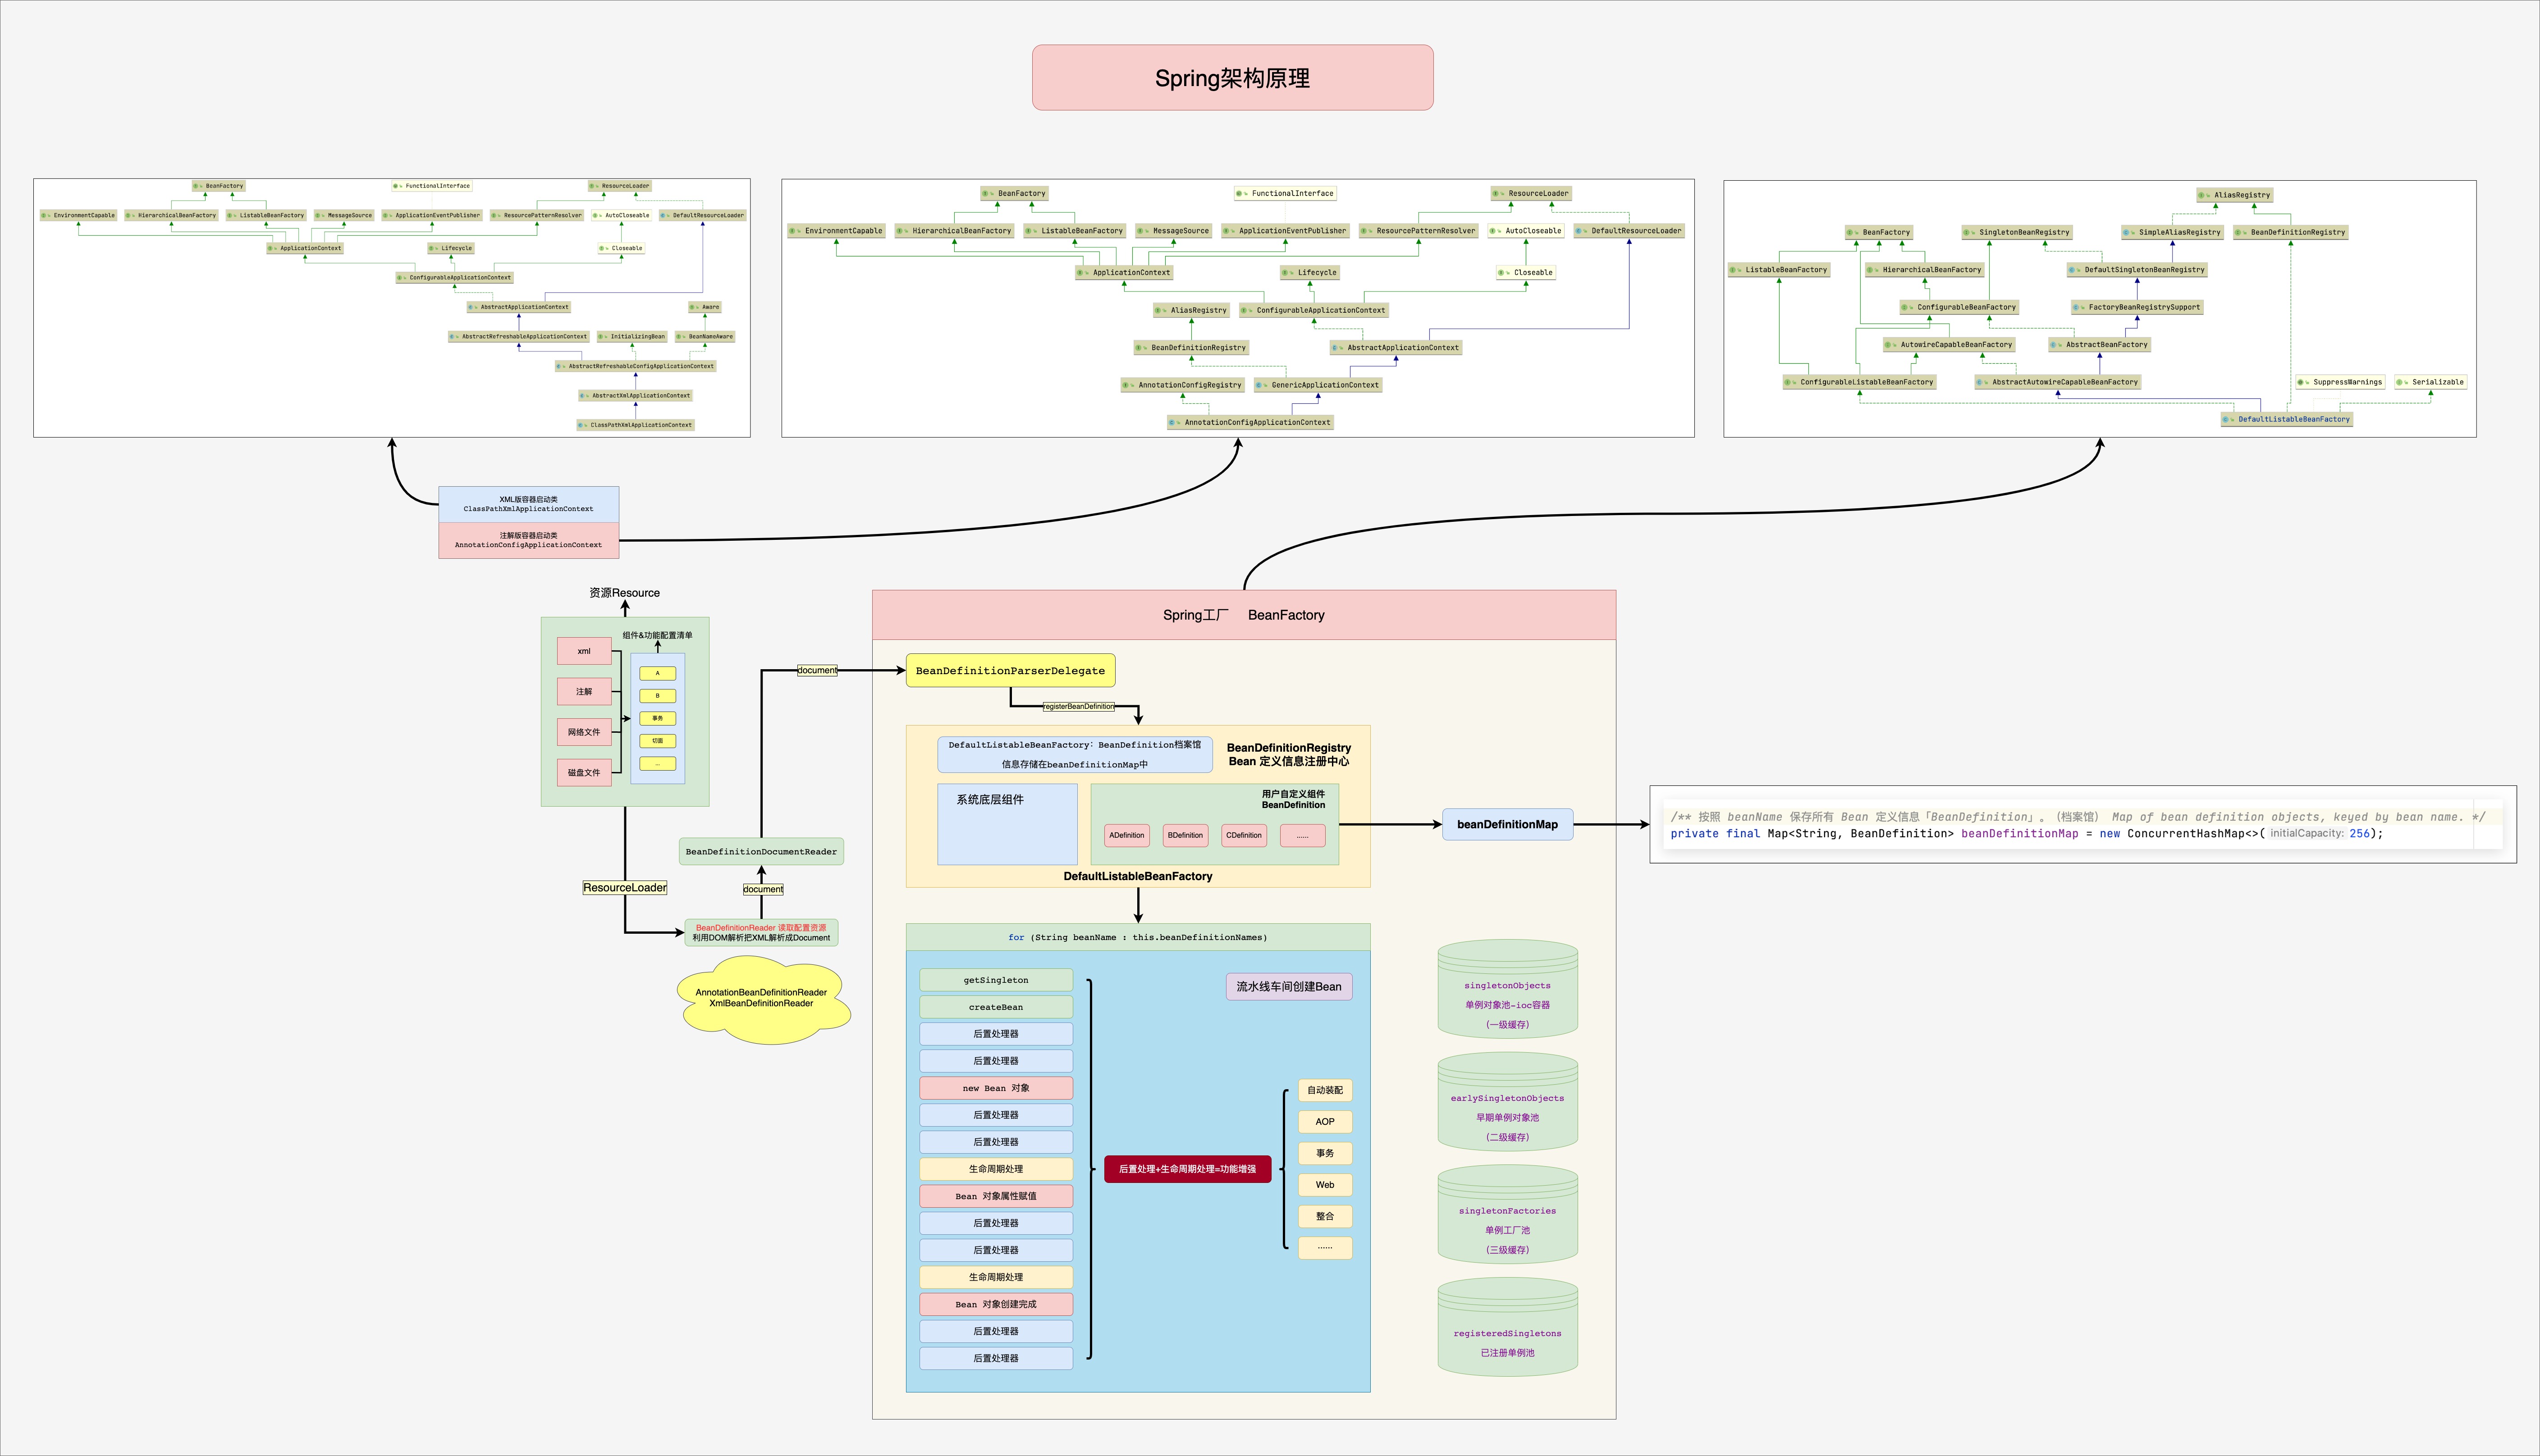 Spring架构原理
BeanFactory
FunctionalInterface
ResourceLoader
EnvironmentCapable
HierarchicalBeanFactory
ListableBeanFactory
MessageSource
ApplicationEventPublisher
ResourcePatternResolver
AutoCloseable
DefaultResourceLoader
ApplicationContext
Lifecycle
Closeable
ConfigurableApplicationContext
AbstractApplicationContext
Aware
AbstractRefreshableApplicationContext
InitializingBean
BeanNameAware
AbstractRefreshableConfigApplicationContext
AbstractXmlApplicationContext
ClassPathXmlApplicationContext
BeanFactory
FunctionalInterface
ResourceLoader
EnvironmentCapable
HierarchicalBeanFactory
ListableBeanFactory
MessageSource
ApplicationEventPublisher
ResourcePatternResolver
AutoCloseable
DefaultResourceLoader
ApplicationContext
Lifecycle
Closeable
AliasRegistry
ConfigurableApplicationContext
BeanDefinitionRegistry
AbstractApplicationContext
AnnotationConfigRegistry
GenericApplicationContext
AnnotationConfigApplicationContext
AliasRegistry
BeanFactory
SingletonBeanRegistry
SimpleAliasRegistry
BeanDefinitionRegistry
ListableBeanFactory
HierarchicalBeanFactory
DefaultSingletonBeanRegistry
ConfigurableBeanFactory
FactoryBeanRegistrySupport
AutowireCapableBeanFactory
AbstractBeanFactory
ConfigurableListableBeanFactory
AbstractAutowireCapableBeanFactory
SuppressWarnings
Serializable
DefaultListableBeanFactory
XML版容器启动类
ClassPathXmlApplicationContext
注解版容器启动类
AnnotationConfigApplicationContext
资源Resource
组件&功能配置清单
xml
注解
网络文件
磁盘文件
A
B
事务
切面
...
ResourceLoader
BeanDefinitionReader 读取配置资源
利用DOM解析把XML解析成Document
AnnotationBeanDefinitionReader
XmlBeanDefinitionReader
document
BeanDefinitionDocumentReader
document
Spring工厂 BeanFactory
BeanDefinitionParserDelegate
registerBeanDefinition
DefaultListableBeanFactory：BeanDefinition档案馆
信息存储在beanDefinitionMap中
BeanDefinitionRegistry
Bean 定义信息注册中心
系统底层组件
用户自定义组件
BeanDefinition
ADefinition
BDefinition
CDefinition
......
DefaultListableBeanFactory
beanDefinitionMap
/** 按照 beanName 保存所有 Bean 定义信息「BeanDefinition」。（档案馆） Map of bean definition objects, keyed by bean name. */
private final Map<String, BeanDefinition> beanDefinitionMap = new ConcurrentHashMap<>( initialCapacity: 256);
for (String beanName : this.beanDefinitionNames)
getSingleton
createBean
后置处理器
后置处理器
new Bean 对象
后置处理器
后置处理器
生命周期处理
Bean 对象属性赋值
后置处理器
后置处理器
生命周期处理
Bean 对象创建完成
后置处理器
后置处理器
流水线车间创建Bean
后置处理+生命周期处理=功能增强
自动装配
AOP
事务
Web
整合
......
singletonObjects
单例对象池-ioc容器
(一级缓存)
earlySingletonObjects
早期单例对象池
(二级缓存)
singletonFactories
单例工厂池
(三级缓存)
registeredSingletons
已注册单例池